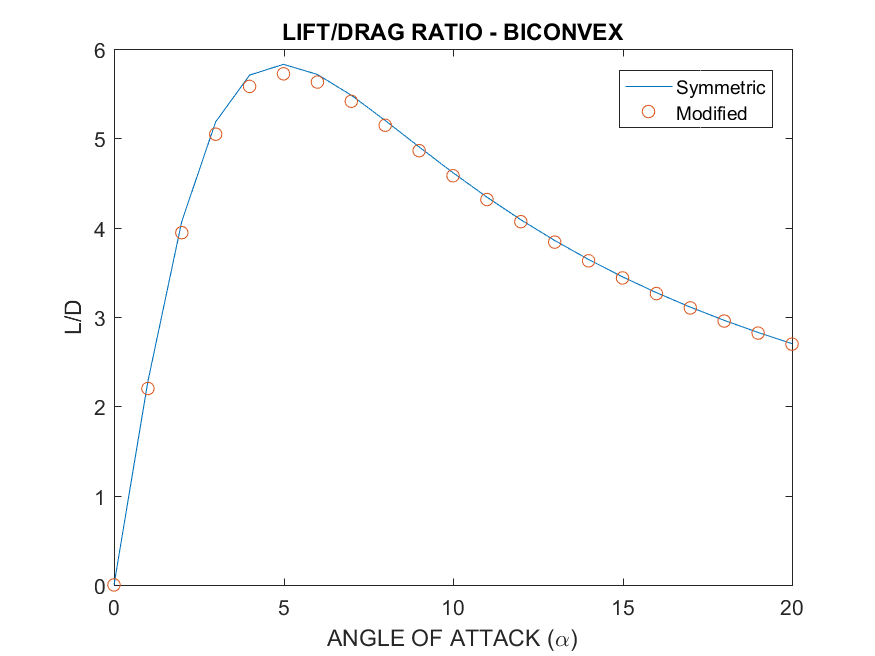 LIFT/DRAG RATIO - BICONVEX
6
5
4
3
2
1
0
L/D
Symmetric
Modified
0 5 10 15 20
ANGLE OF ATTACK (α)